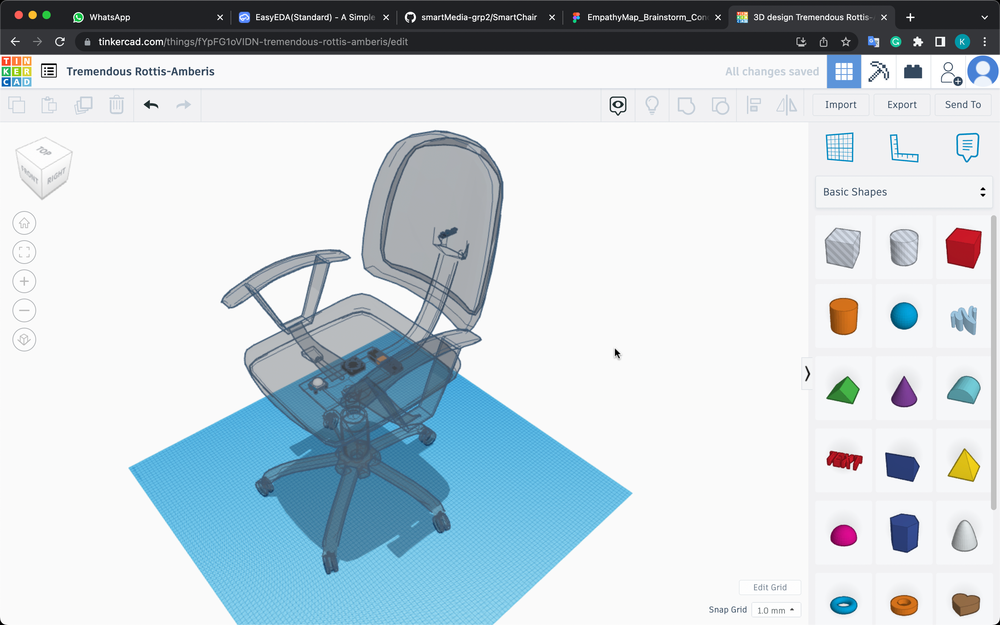 WhatsApp
EasyEDA(Standard) - A Simple
smartMedia-grp2/SmartChair
EmpathyMap_Brainstorm_Con
3D design Tremendous Rottis-A
tinkercad.com/things/fYpFG1oVIDN-tremendous-rottis-amberis/edit
K
TIN
KER
CAD
Tremendous Rottis-Amberis
All changes saved
Import
Export
Send To
TOP
FRONT
RIGHT
Basic Shapes
TEXT
Edit Grid
Snap Grid
1.0 mm